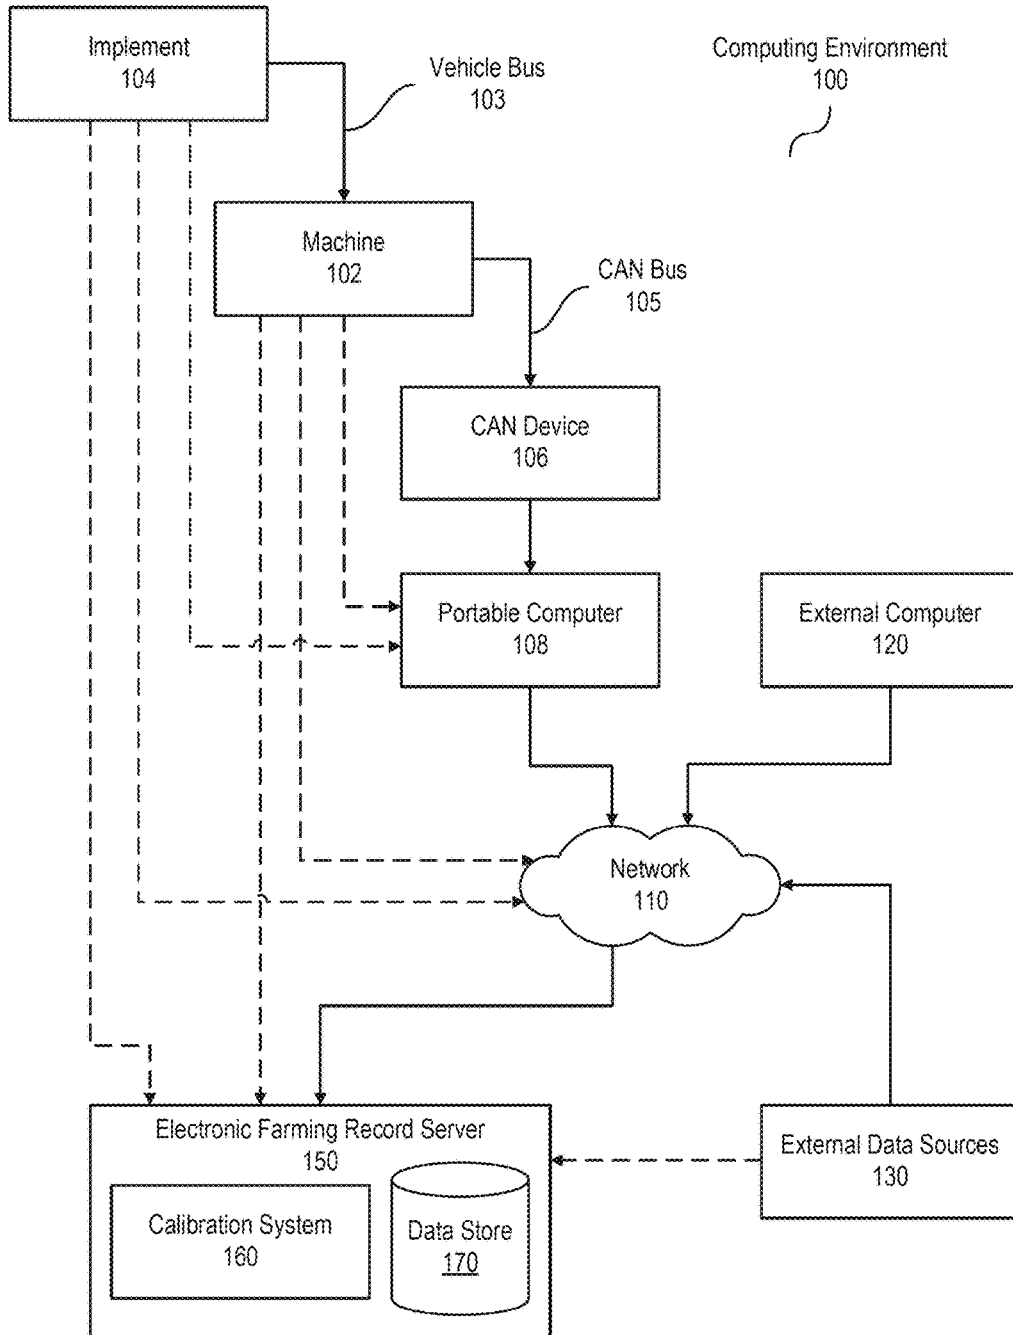 Implement
104
Vehicle Bus
103
Computing Environment
100
Machine
102
CAN Bus
105
CAN Device
106
Portable Computer
108
External Computer
120
Network
110
Electronic Farming Record Server
150
External Data Sources
130
Calibration System
160
Data Store
170